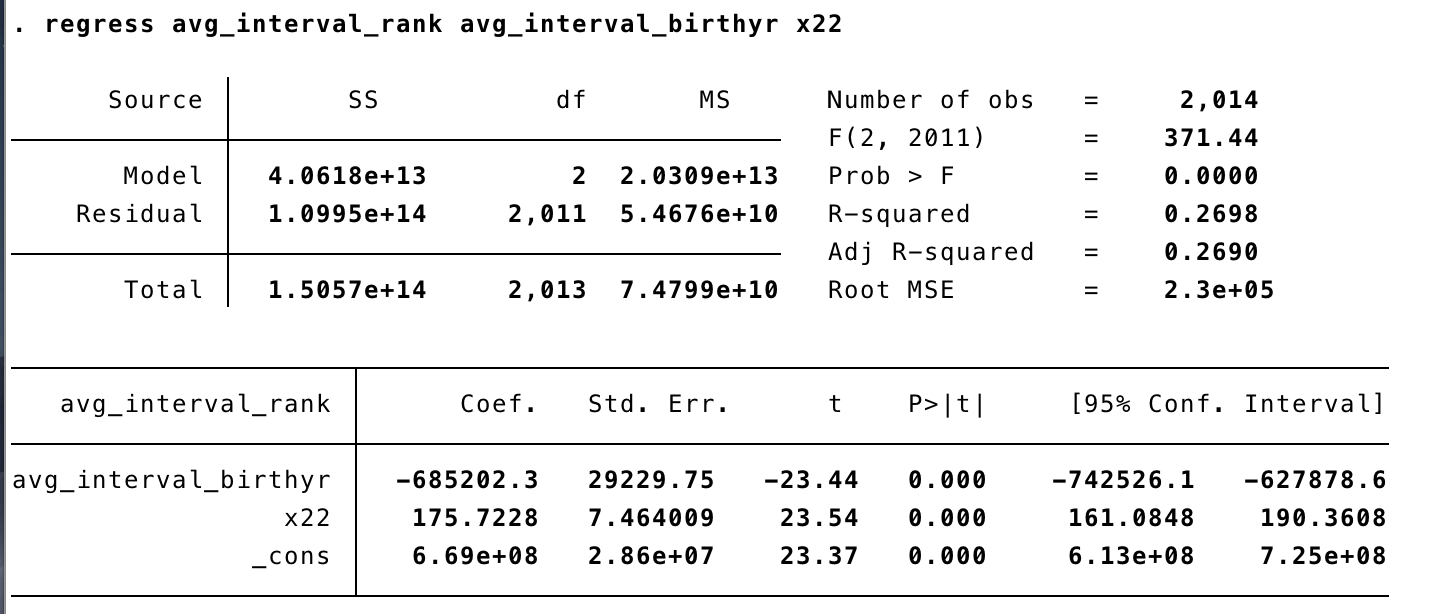 . regress avg_interval_rank avg_interval_birthyr x22
Source SS df MS Number of obs = 2,014
F(2, 2011) = 371.44
Model 4.0618e+13 2 2.0309e+13 Prob > F = 0.0000
Residual 1.0995e+14 2,011 5.4676e+10 R-squared = 0.2698
Adj R-squared = 0.2690
Total 1.5057e+14 2,013 7.4799e+10 Root MSE = 2.3e+05
avg_interval_rank Coef. Std. Err. t P>|t| [95% Conf. Interval]
avg_interval_birthyr -685202.3 29229.75 -23.44 0.000 -742526.1 -627878.6
x22 175.7228 7.464009 23.54 0.000 161.0848 190.3608
_cons 6.69e+08 2.86e+07 23.37 0.000 6.13e+08 7.25e+08